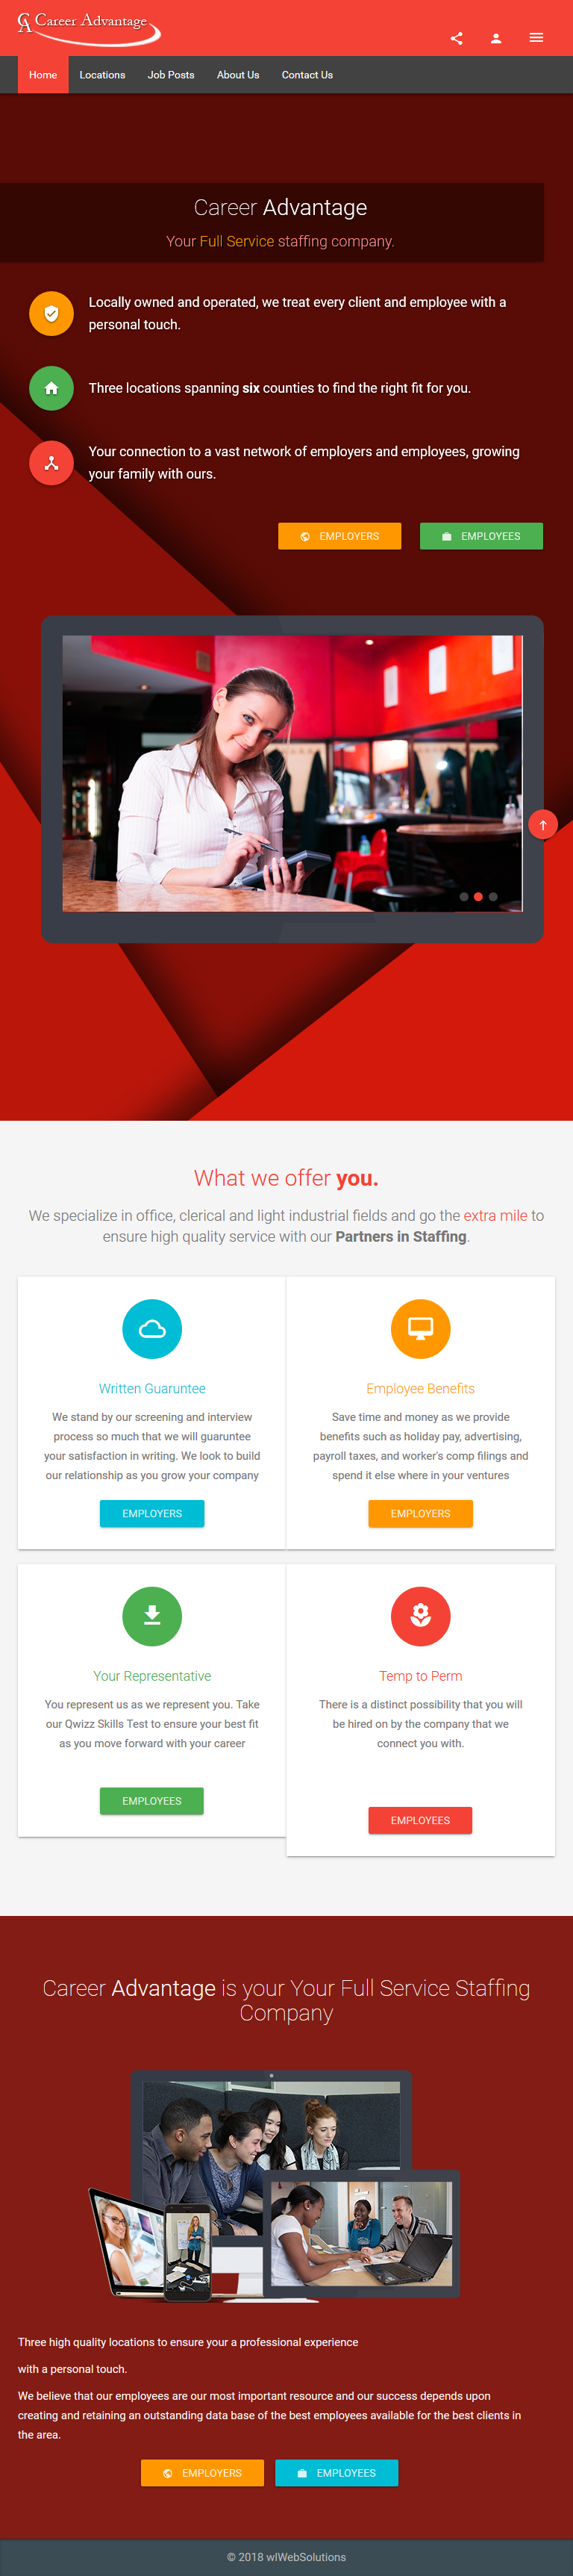 CA Career Advantage
Home Locations Job Posts About Us Contact Us
Career Advantage
Your Full Service staffing company.
Locally owned and operated, we treat every client and employee with a
personal touch.
Three locations spanning six counties to find the right fit for you.
Your connection to a vast network of employers and employees, growing
your family with ours.
EMPLOYERS EMPLOYEES
What we offer you.
We specialize in office, clerical and light industrial fields and go the extra mile to
ensure high quality service with our Partners in Staffing.
Written Guaruntee
We stand by our screening and interview
process so much that we will guaruntee
your satisfaction in writing. We look to build
our relationship as you grow your company
EMPLOYERS
Employee Benefits
Save time and money as we provide
benefits such as holiday pay, advertising,
payroll taxes, and worker's comp filings and
spend it else where in your ventures
EMPLOYERS
Your Representative
You represent us as we represent you. Take
our Qwizz Skills Test to ensure your best fit
as you move forward with your career
EMPLOYEES
Temp to Perm
There is a distinct possibility that you will
be hired on by the company that we
connect you with.
EMPLOYEES
Career Advantage is your Your Full Service Staffing
Company
Three high quality locations to ensure your a professional experience
with a personal touch.
We believe that our employees are our most important resource and our success depends upon
creating and retaining an outstanding data base of the best employees available for the best clients in
the area.
EMPLOYERS EMPLOYEES
© 2018 wlWebSolutions